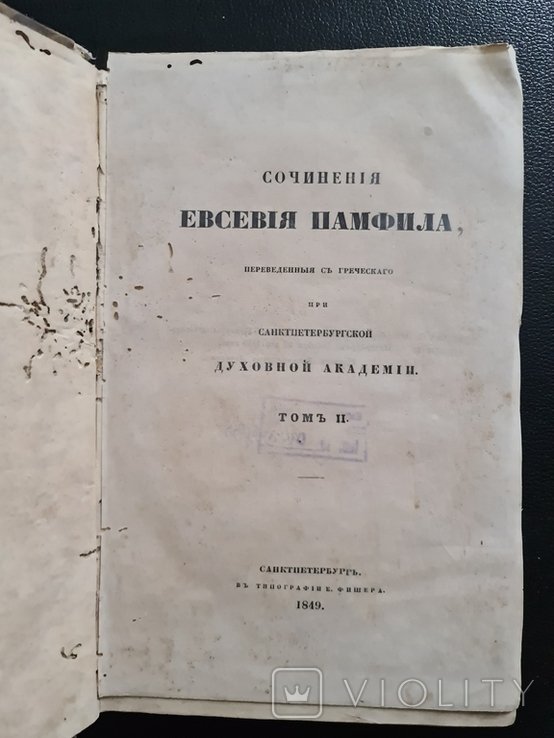 СОЧИНЕНІЯ
ЕВСЕВІЯ ПАМФИЛА,
ПЕРЕВЕДЕННЫЯ СЪ ГРЕЧЕСКАГО
ПРИ
САНКТПЕТЕРБУРГСКОЙ
ДУХОВНОЙ АКАДЕМІИ.
ТОМЪ II.
САНКТПЕТЕРБУРГЪ.
ВЪ ТИПОГРАФІИ Е. ФИШЕРА.
1849.
VIOLITY